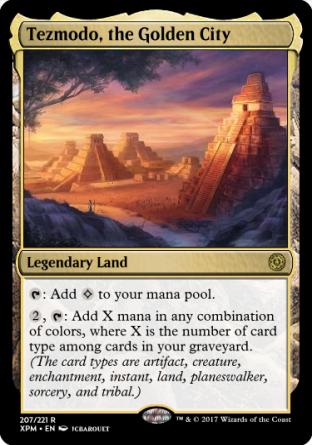 Tezmodo, the Golden City
Legendary Land
: Add to your mana pool.
2, : Add X mana in any combination
of colors, where X is the number of card
type among cards in your graveyard.
(The card types are artifact, creature,
enchantment, instant, land, planeswalker,
sorcery, and tribal.)
207/221 R
XPM • EN ICBAROUET
™ & © 2017 Wizards of the Coast